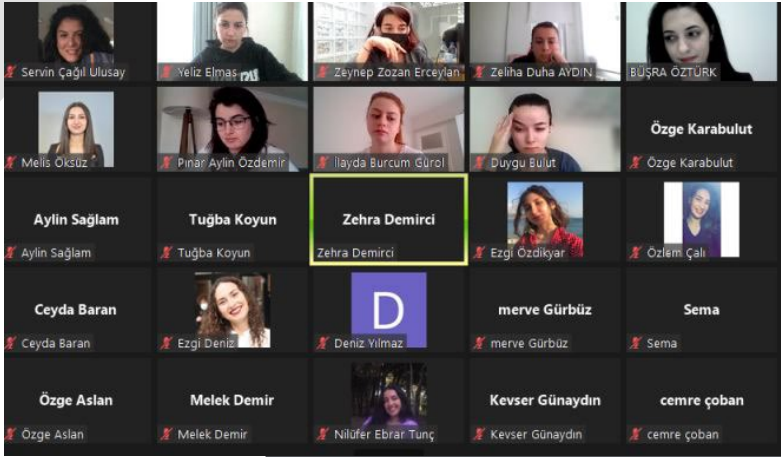 Servin Çağıl Ulusay
Yeliz Elmas
Zeynep Zozan Erceylan
Zeliha Duha AYDIN
BÜŞRA ÖZTÜRK
Melis Öksüz
Pınar Aylin Özdemir
İlayda Burcum Gürol
Duygu Bulut
Özge Karabulut
Özge Karabulut
Aylin Sağlam
Aylin Sağlam
Tuğba Koyun
Tuğba Koyun
Zehra Demirci
Zehra Demirci
Ezgi Özdikyar
Özlem Çalı
Ceyda Baran
Ceyda Baran
Ezgi Deniz
D
Deniz Yılmaz
merve Gürbüz
merve Gürbüz
Sema
Sema
Özge Aslan
Özge Aslan
Melek Demir
Melek Demir
Nilüfer Ebrar Tunç
Kevser Günaydın
Kevser Günaydın
cemre çoban
cemre çoban